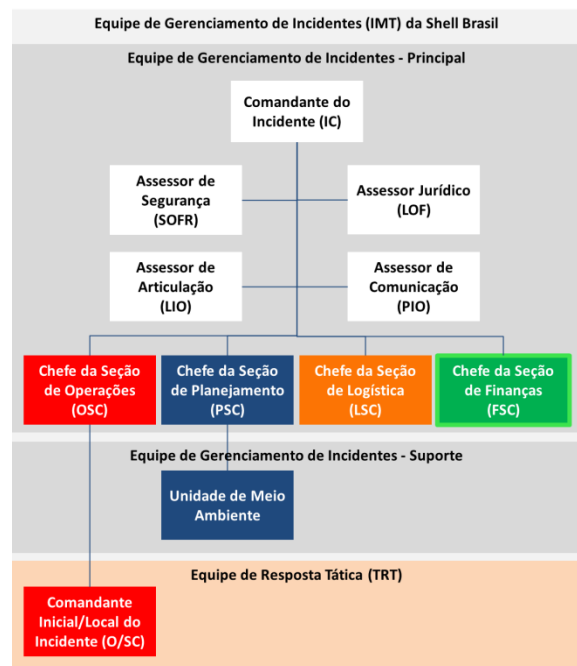 Equipe de Gerenciamento de Incidentes (IMT) da Shell Brasil
Equipe de Gerenciamento de Incidentes - Principal
Comandante do
Incidente (IC)
Assessor de
Segurança
(SOFR)
Assessor Jurídico
(LOF)
Assessor de
Articulação
(LIO)
Assessor de
Comunicação
(PIO)
Chefe da Seção
de Operações
(OSC)
Chefe da Seção
de Planejamento
(PSC)
Chefe da Seção
de Logística
(LSC)
Chefe da Seção
de Finanças
(FSC)
Equipe de Gerenciamento de Incidentes - Suporte
Unidade de Meio
Ambiente
Equipe de Resposta Tática (TRT)
Comandante
Inicial/Local do
Incidente (O/SC)